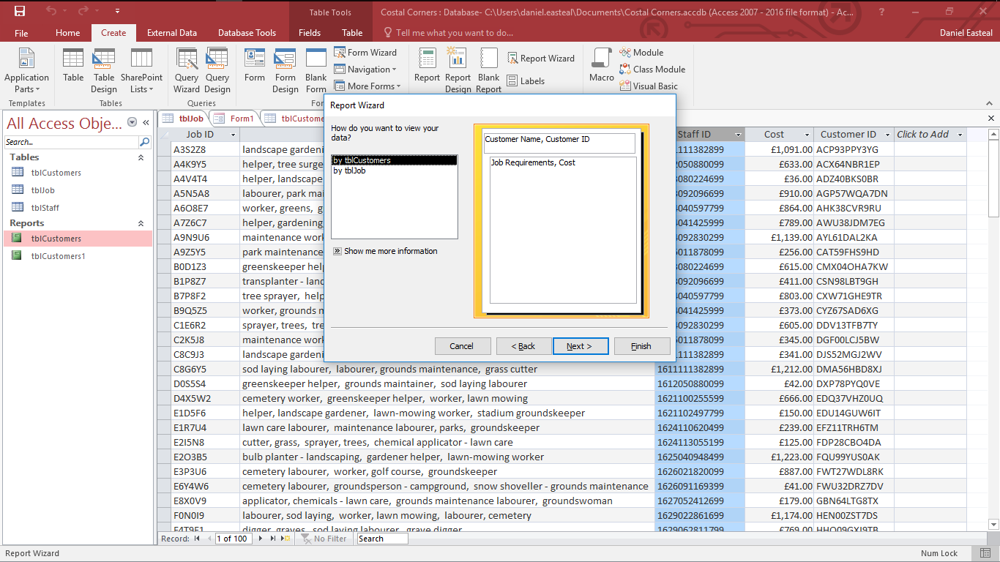 Table Tools
Costal Corners : Database- C:\Users\daniel.easteal\Documents\Costal Corners.accdb (Access 2007 - 2016 file format) - Ac...
?
File Home Create External Data Database Tools Fields Table Tell me what you want to do... Daniel Easteal
Application Parts
Table
Table Design
SharePoint Lists
Query Wizard
Query Design
Form
Form Design
Blank Form
Form Wizard
Navigation
More Forms
Report
Report Design
Blank Report
Report Wizard
Labels
Macro
Module
Class Module
Visual Basic
Templates Tables Queries For
All Access Obje...
Search...
Tables
tblCustomers
tblJob
tblStaff
Reports
tblCustomers
tblCustomers1
tblJob Form1 tblCustome
Report Wizard
How do you want to view your
data?
by tblCustomers
by tblJob
Show me more information
Customer Name, Customer ID
Job Requirements, Cost
Cancel < Back Next > Finish
Job ID Staff ID Cost Customer ID Click to Add
A3S2Z8 landscape gardeni 111382899 £1,091.00 ACP93PPY3YG
A4K9Y5 helper, tree surge 2050880099 £633.00 ACX64NBR1EP
A4V4T4 helper, landscape 080224699 £36.00 ADZ40BKS0BR
A5N5A8 labourer, park mai 092096699 £910.00 AGP57WQA7DN
A6O8E7 worker, greens, g 040597799 £864.00 AHK38CVR9RU
A7Z6C7 helper, gardening 041425999 £789.00 AWU38JDM7EG
A9N9U6 maintenance work 092830299 £1,139.00 AYL61DAL2KA
A9Z5Y5 park maintenance 011878099 £256.00 CAT59FHS9HD
B0D1Z3 greenskeeper help 080224699 £615.00 CMX04OHA7KW
B1P8Z7 transplanter - land 092096699 £411.00 CSN98LBT9GH
B7P8F2 tree sprayer, help 040597799 £803.00 CXW71GHE9TR
B9Q5Z5 worker, grounds m 041425999 £373.00 CYZ67SAD6XG
C1E6R2 sprayer, trees, tre 092830299 £605.00 DDV13TFB7TY
C2K5J8 maintenance work 011878099 £345.00 DGF00LCJ5BW
C8C9J3 landscape gardeni 111382899 £341.00 DJS52MGJ2WV
C8G6Y5 sod laying labourer, labourer, grounds maintenance, grass cutter 1611111382899 £1,212.00 DMA56HBD8XJ
D0S5S4 greenskeeper helper, grounds maintainer, sod laying labourer 1612050880099 £42.00 DXP78PYQ0VE
D4X5W2 cemetery worker, greenskeeper helper, worker, lawn mowing 1621100255599 £666.00 EDQ37VHZ0UQ
E1D5F6 helper, landscape gardener, lawn-mowing worker, stadium groundskeeper 1621102497799 £150.00 EDU14GUW6IT
E1R7U4 lawn care labourer, maintenance labourer, parks, groundskeeper 1624110620499 £239.00 EFZ11TRH6TM
E2I5N8 cutter, grass, sprayer, trees, chemical applicator - lawn care 1624113055199 £125.00 FDP28CBO4DA
E2O3B5 bulb planter - landscaping, gardener helper, lawn-mowing worker 1625040948499 £1,223.00 FQU99YUS0AK
E3P3U6 cemetery labourer, worker, golf course, groundskeeper 1626021820099 £887.00 FWT27WDL8RK
E6Y4W6 cemetery labourer, groundsperson - campground, snow shoveller - grounds maintenance 1626091169399 £41.00 FWU32DRZ7DV
E8X0V9 applicator, chemicals - lawn care, grounds maintenance labourer, groundswoman 1627052412699 £179.00 GBN64LTG8TX
F0N0I9 labourer, sod laying, worker, lawn mowing, labourer, cemetery 1629022861099 £1,174.00 HEN00ZST7DS
F4T9F1 digger, graves, sod laying labourer, grave digger 1629062811799 £769.00 HHO09GXJ9TB
Record: 1 of 100 No Filter Search
Report Wizard Num Lock